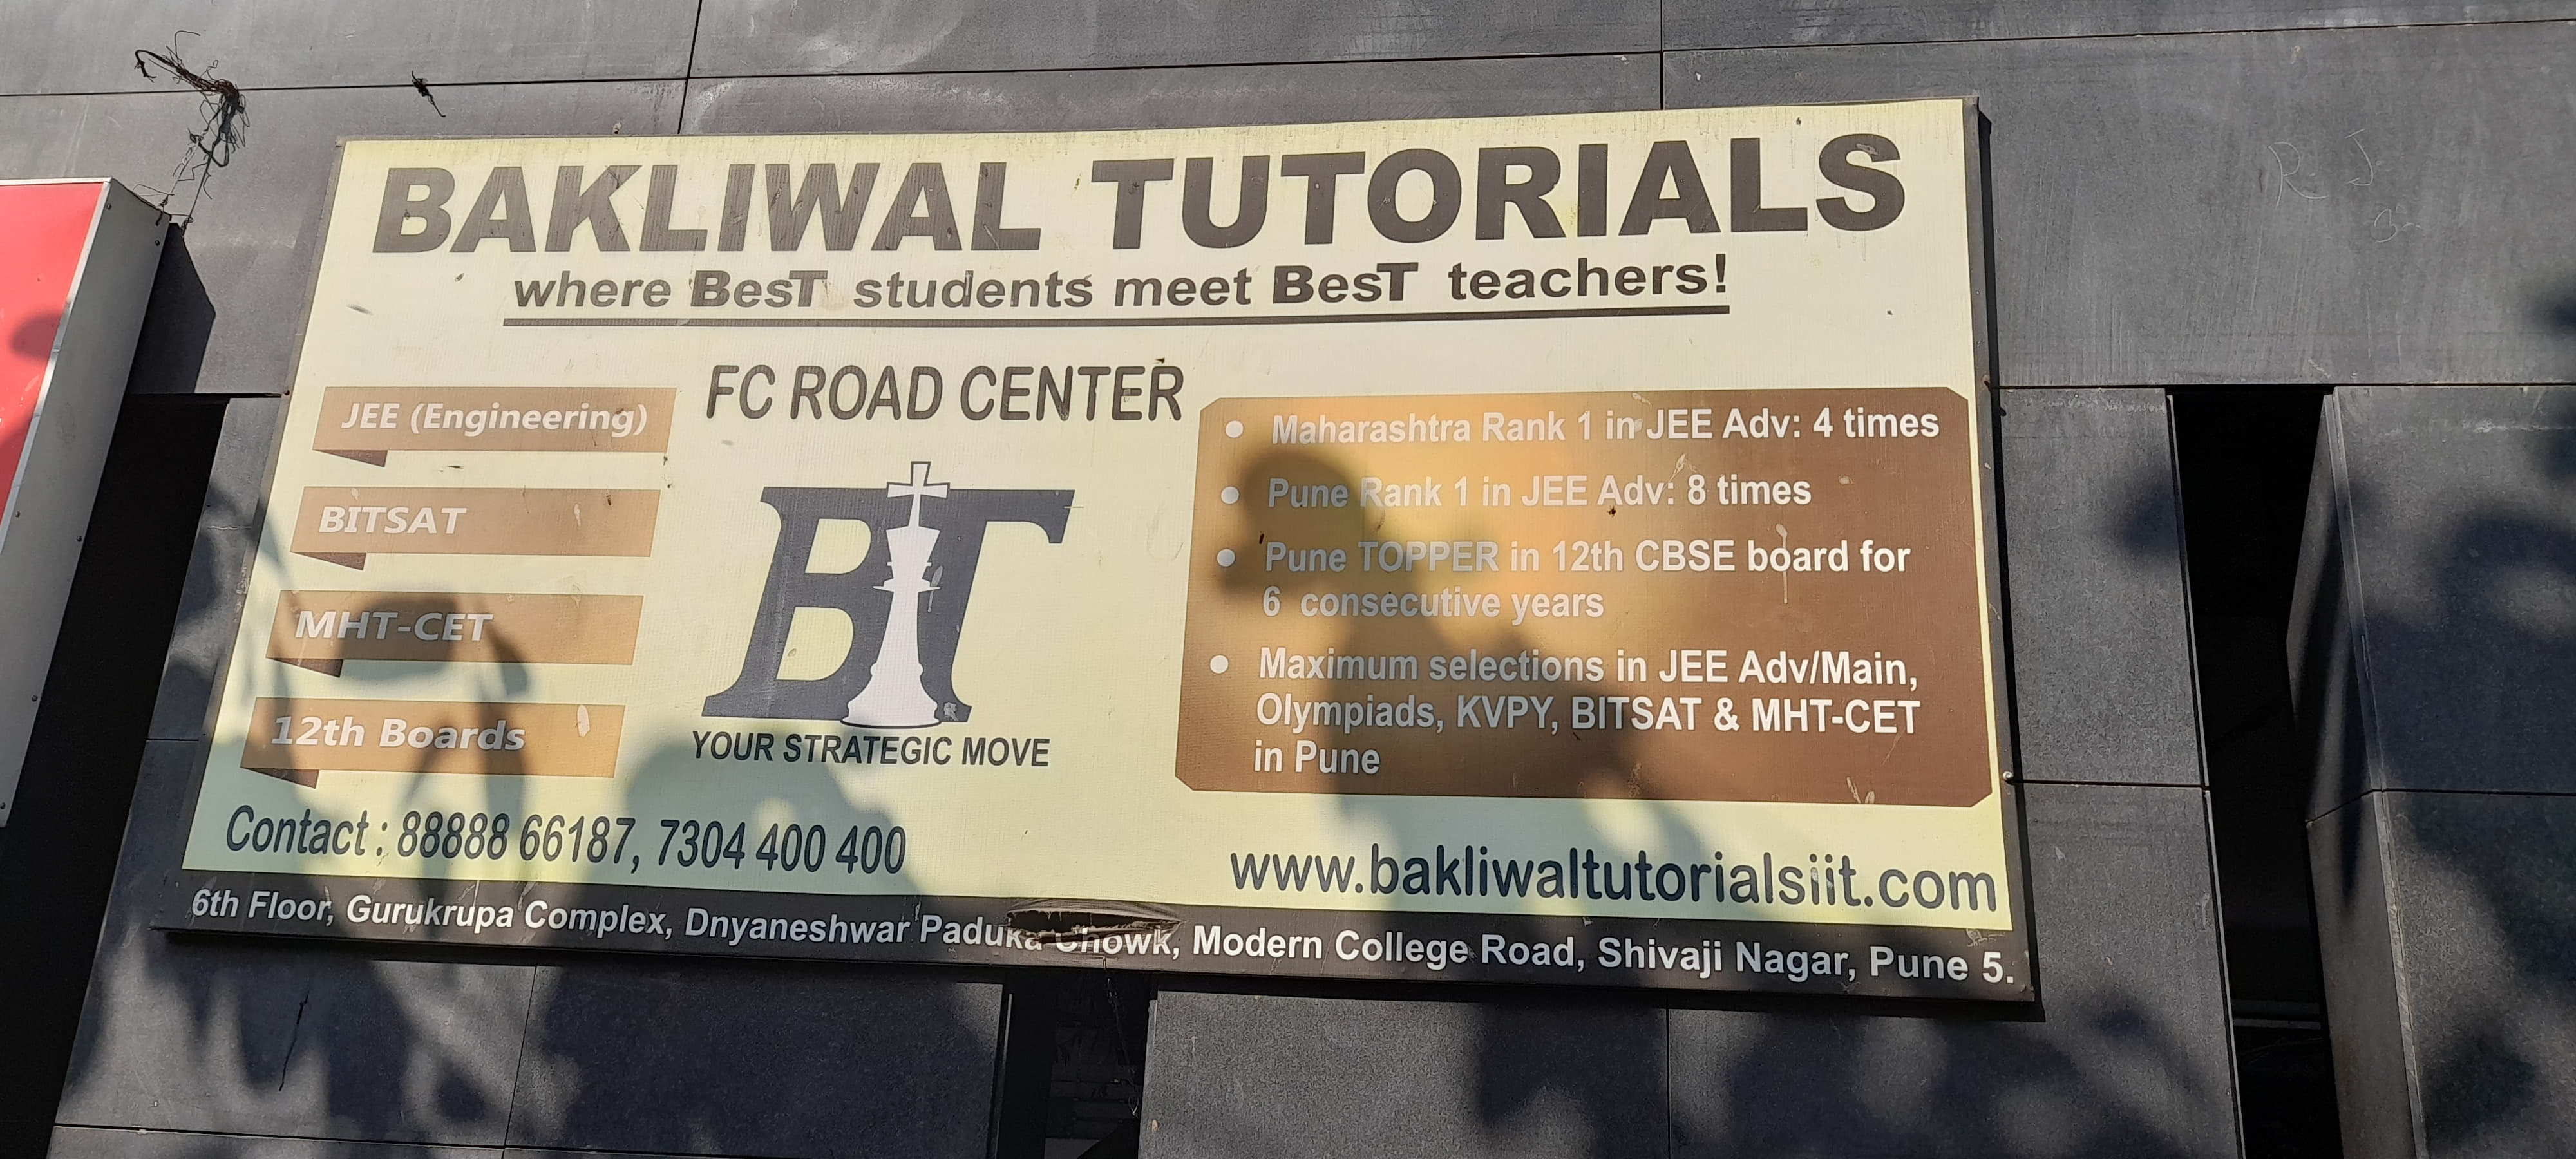 BAKLIWAL TUTORIALS
where BesT students meet BesT teachers!
FC ROAD CENTER
JEE (Engineering)
BITSAT
MHT-CET
12th Boards
BT
YOUR STRATEGIC MOVE
• Maharashtra Rank 1 in JEE Adv: 4 times
• Pune Rank 1 in JEE Adv: 8 times
• Pune TOPPER in 12th CBSE board for
6 consecutive years
• Maximum selections in JEE Adv/Main,
Olympiads, KVPY, BITSAT & MHT-CET
in Pune
Contact : 88888 66187, 7304 400 400
www.bakliwaltutorialsiit.com
6th Floor, Gurukrupa Complex, Dnyaneshwar Paduka Chowk, Modern College Road, Shivaji Nagar, Pune 5.